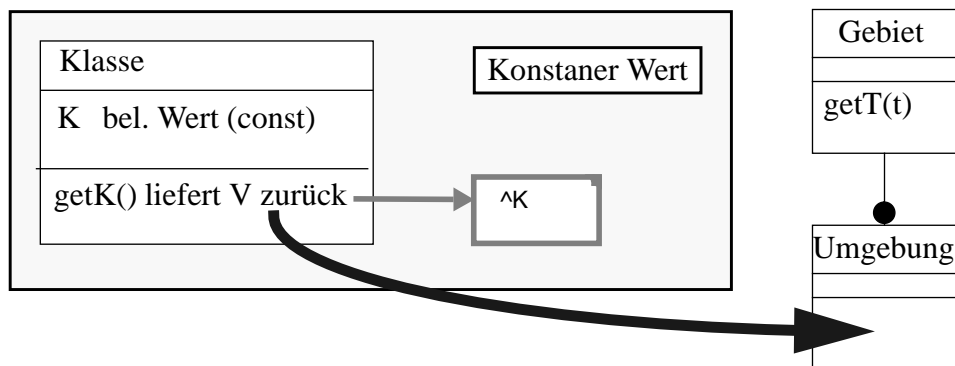 Klasse
K bel. Wert (const)
getK() liefert V zurück
Konstaner Wert
^K
Gebiet
getT(t)
Umgebung